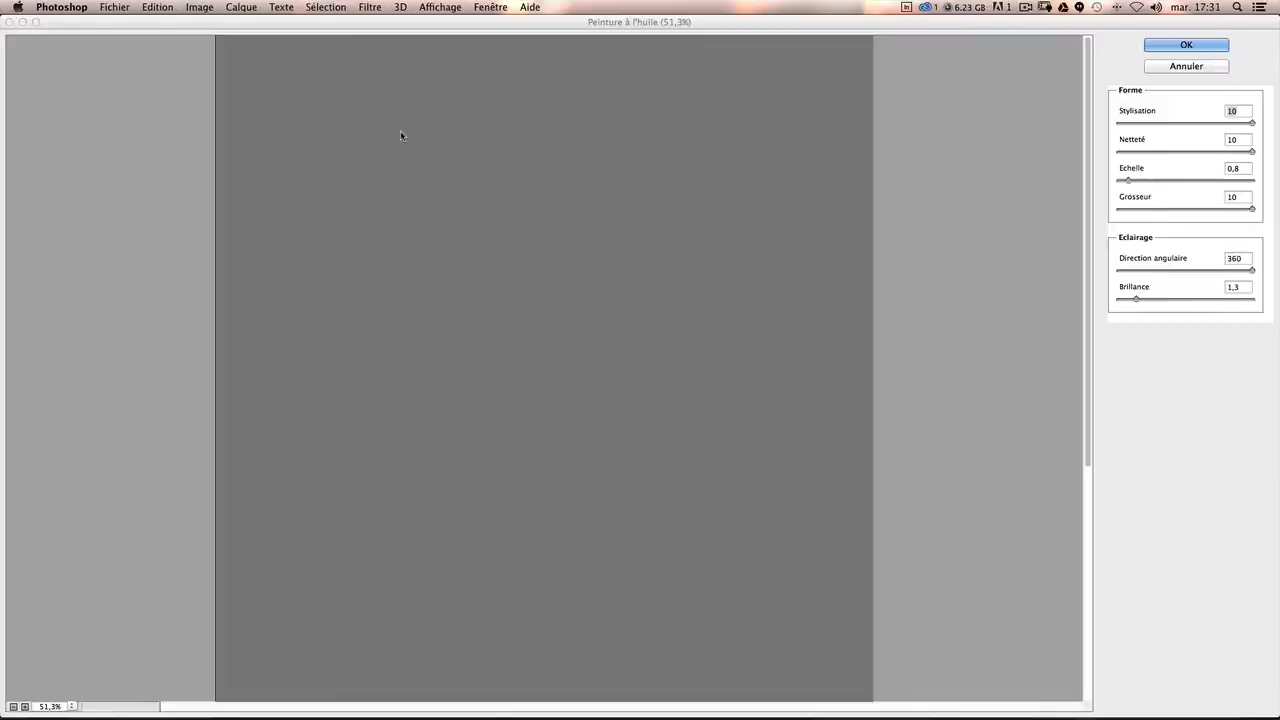 Photoshop Fichier Edition Image Calque Texte Sélection Filtre 3D Affichage Fenêtre Aide 1 6.23 GB 1 mar. 17:31
Peinture à l'huile (51,3%)
OK
Annuler
Forme
Stylisation 10
Netteté 10
Echelle 0,8
Grosseur 10
Eclairage
Direction angulaire 360
Brillance 1,3
51,3%